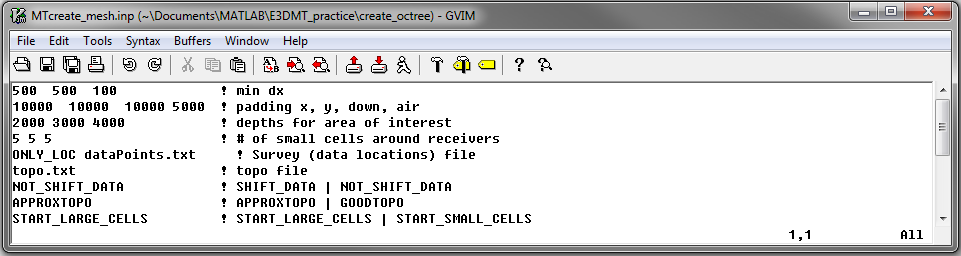 MTcreate_mesh.inp (~\Documents\MATLAB\E3DMT_practice\create_octree) - GVIM
File Edit Tools Syntax Buffers Window Help
500  500  100             ! min dx
10000  10000  10000 5000  ! padding x, y, down, air
2000 3000 4000            ! depths for area of interest
5 5 5                     ! # of small cells around receivers
ONLY_LOC dataPoints.txt     ! Survey (data locations) file
topo.txt                  ! topo file
NOT_SHIFT_DATA            ! SHIFT_DATA | NOT_SHIFT_DATA
APPROXTOPO                ! APPROXTOPO | GOODTOPO
START_LARGE_CELLS         ! START_LARGE_CELLS | START_SMALL_CELLS
1,1 All